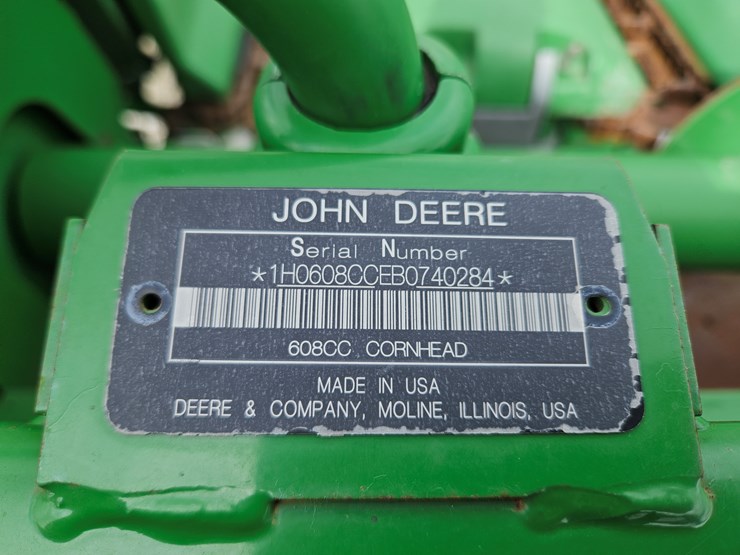 JOHN DEERE
Serial Number
*1H0608CCEB0740284*
608CC CORNHEAD
MADE IN USA
DEERE & COMPANY, MOLINE, ILLINOIS, USA